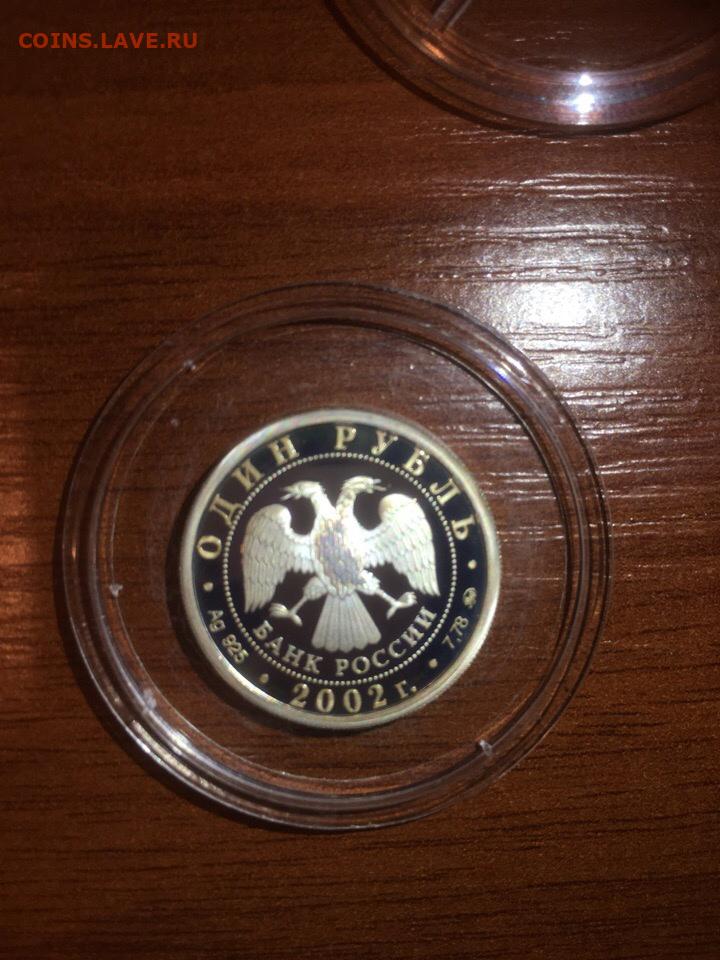 COINS.LAVE.RU
ОДИН РУБЛЬ
БАНК РОССИИ
Ag 925
2002 г.
7,78